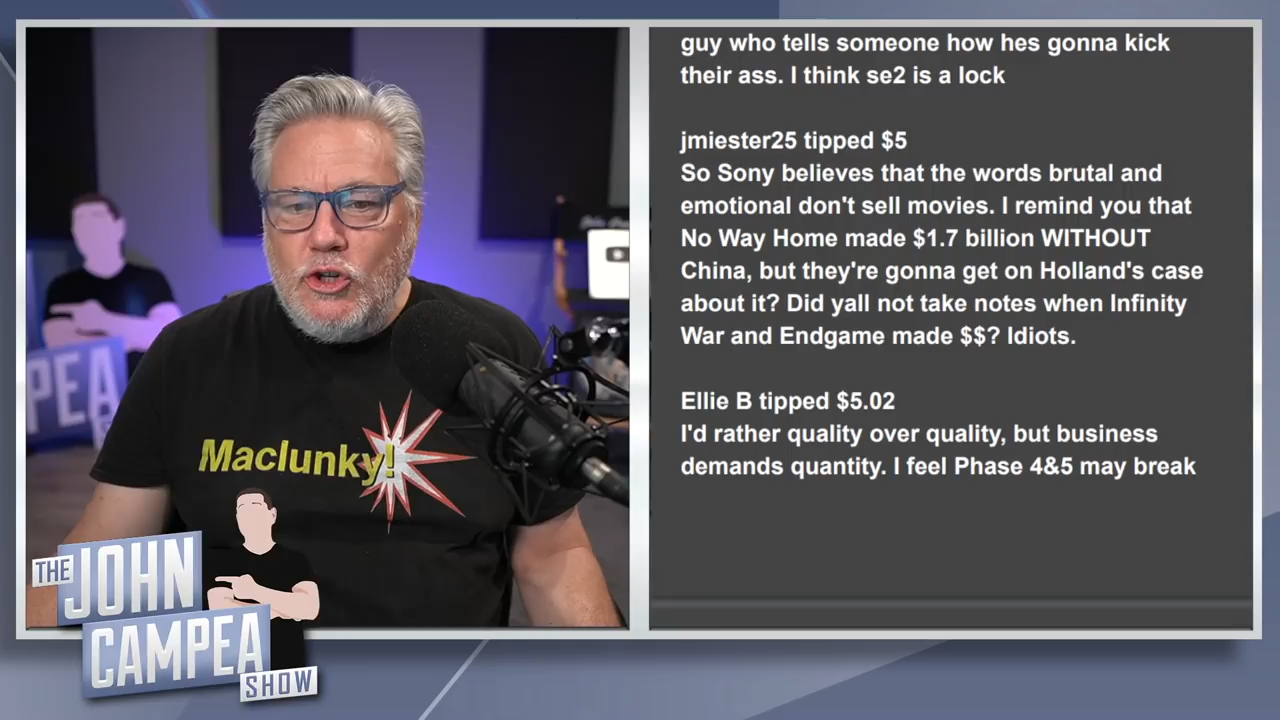 guy who tells someone how hes gonna kick
their ass. I think se2 is a lock
jmiester25 tipped $5
So Sony believes that the words brutal and
emotional don't sell movies. I remind you that
No Way Home made $1.7 billion WITHOUT
China, but they're gonna get on Holland's case
about it? Did yall not take notes when Infinity
War and Endgame made $$? Idiots.
Ellie B tipped $5.02
I'd rather quality over quality, but business
demands quantity. I feel Phase 4&5 may break
PEA
Maclunky!
THE
JOHN
CAMPEA
SHOW